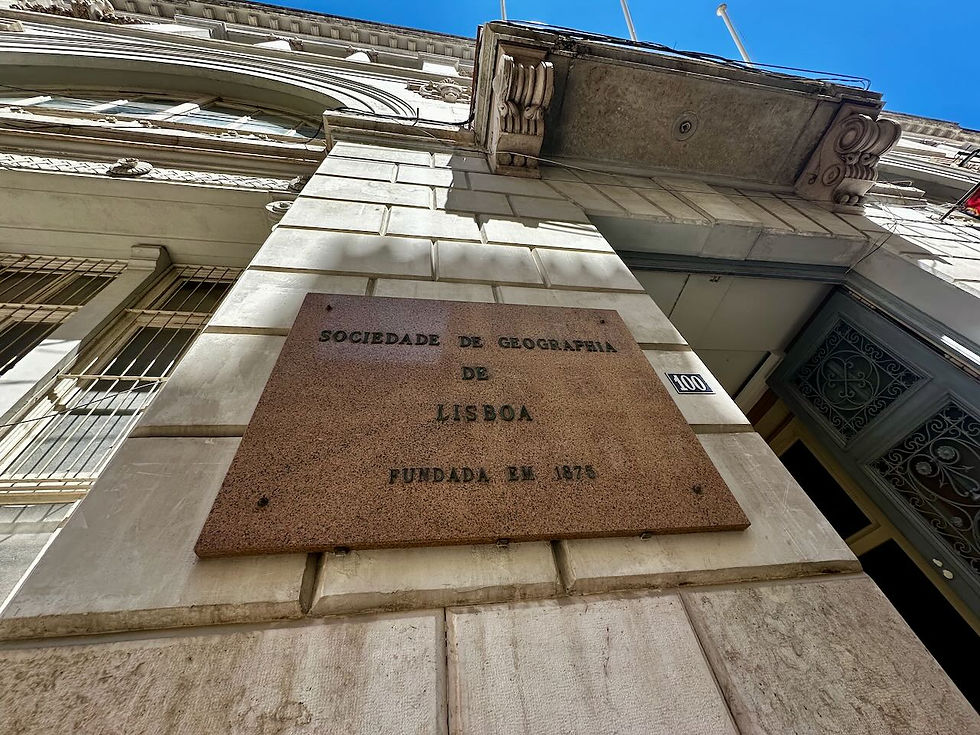 SOCIEDADE DE GEOGRAPHIA
DE
LISBOA
FUNDADA EM 1875
100